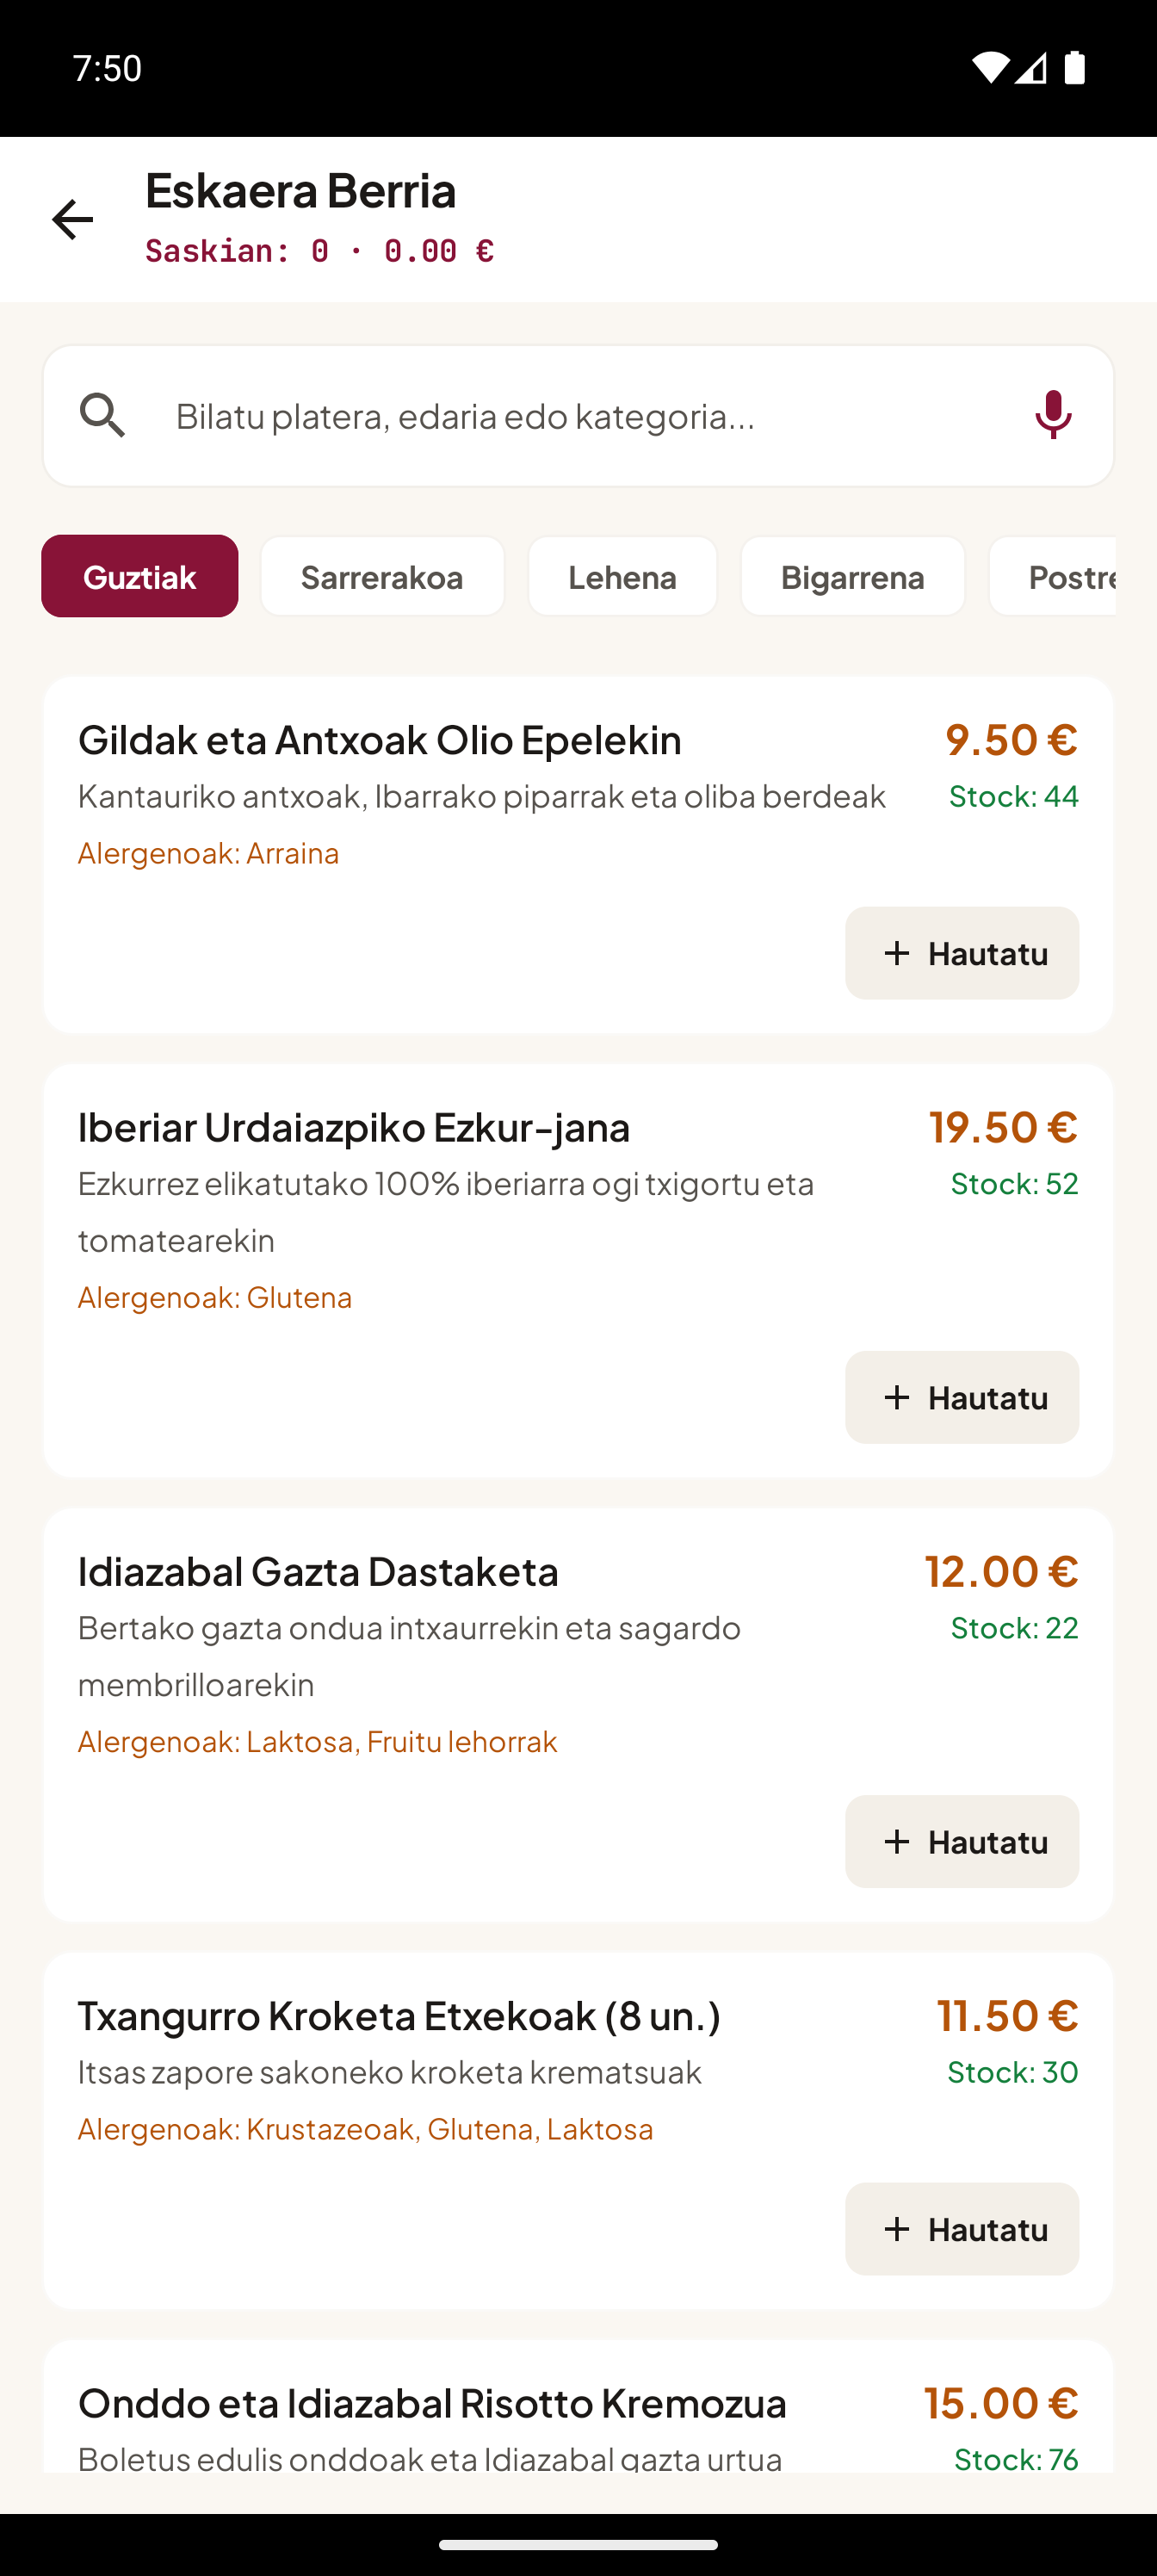 7:50
Eskaera Berria
Saskian: 0 · 0.00 €
Bilatu platera, edaria edo kategoria...
Guztiak Sarrerakoa Lehena Bigarrena Postre
Gildak eta Antxoak Olio Epelekin 9.50 €
Kantauriko antxoak, Ibarrako piparrak eta oliba berdeak Stock: 44
Alergenoak: Arraina
+ Hautatu
Iberiar Urdaiazpiko Ezkur-jana 19.50 €
Ezkurrez elikatutako 100% iberiarra ogi txigortu eta Stock: 52
tomatearekin
Alergenoak: Glutena
+ Hautatu
Idiazabal Gazta Dastaketa 12.00 €
Bertako gazta ondua intxaurrekin eta sagardo Stock: 22
membrilloarekin
Alergenoak: Laktosa, Fruitu lehorrak
+ Hautatu
Txangurro Kroketa Etxekoak (8 un.) 11.50 €
Itsas zapore sakoneko kroketa krematsuak Stock: 30
Alergenoak: Krustazeoak, Glutena, Laktosa
+ Hautatu
Onddo eta Idiazabal Risotto Kremozua 15.00 €
Boletus edulis onddoak eta Idiazabal gazta urtua Stock: 76